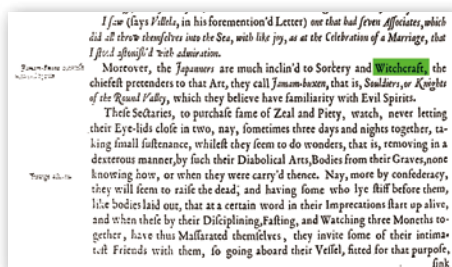 I saw (says Villela, in his foremention'd Letter) one that had seven Associates, which
did all throw themselves into the Sea, with like joy, as at the Celebration of a Marriage, that
I stood astonish'd with admiration.
Moreover, the Japanners are much inclin'd to Sorcery and Witchcraft, the
chiefest pretenders to that Art, they call Jamam-buxen, that is, Souldiers, or Knights
of the Round Valley, which they believe have familiarity with Evil Spirits.
These Sectaries, to purchase fame of Zeal and Piety, watch, never letting
their Eye-lids close in two, nay, sometimes three days and nights together, ta-
king small sustenance, whilest they seem to do wonders, that is, removing in a
dexterous manner, by such their Diabolical Arts, Bodies from their Graves, none
knowing how, or when they were carry'd thence. Nay, more by confederacy,
they will seem to raise the dead; and having some who lye stiff before them,
like bodies laid out, that at a certain word in their Imprecations start up alive,
and when these by their Disciplining, Fasting, and Watching three Moneths to-
gether, have thus Massarated themselves, they invite some of their intima-
test Friends with them, so going aboard their Vessel, fitted for that purpose,
sink